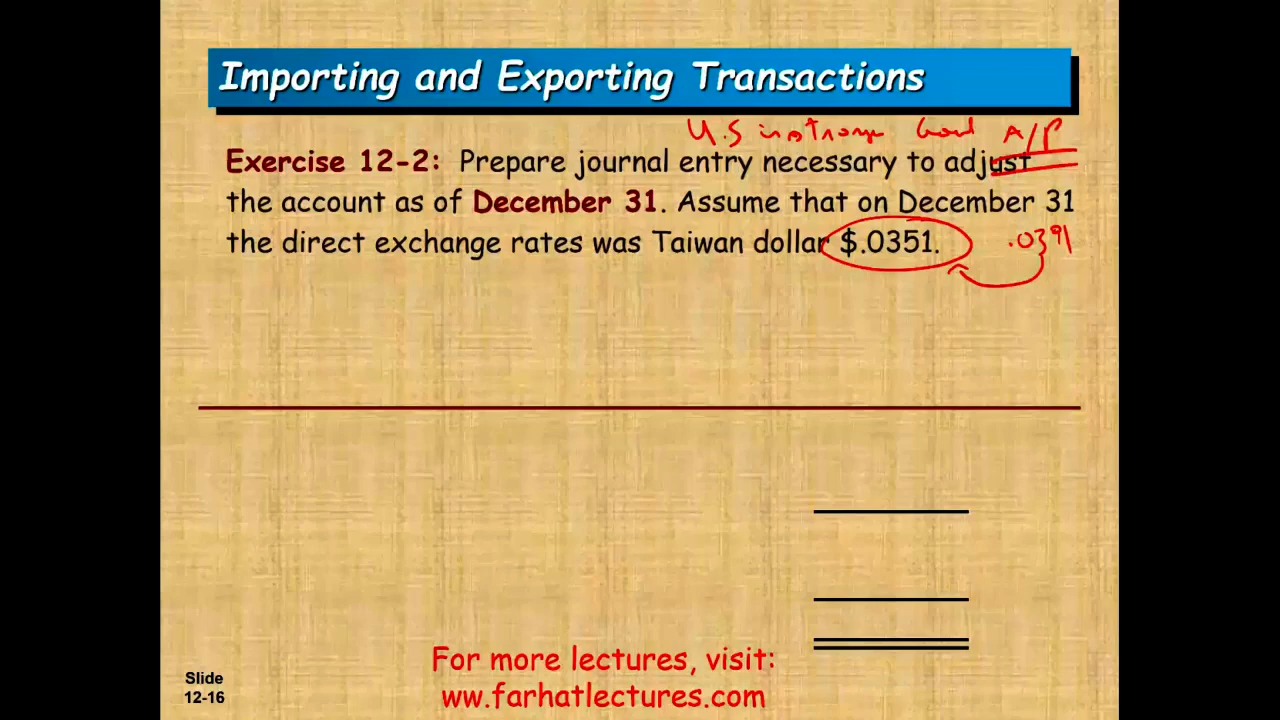 Importing and Exporting Transactions
U.S stronger A/P
Exercise 12-2: Prepare journal entry necessary to adjust
the account as of December 31. Assume that on December 31
the direct exchange rates was Taiwan dollar $.0351. .0391
For more lectures, visit:
ww.farhatlectures.com
Slide
12-16